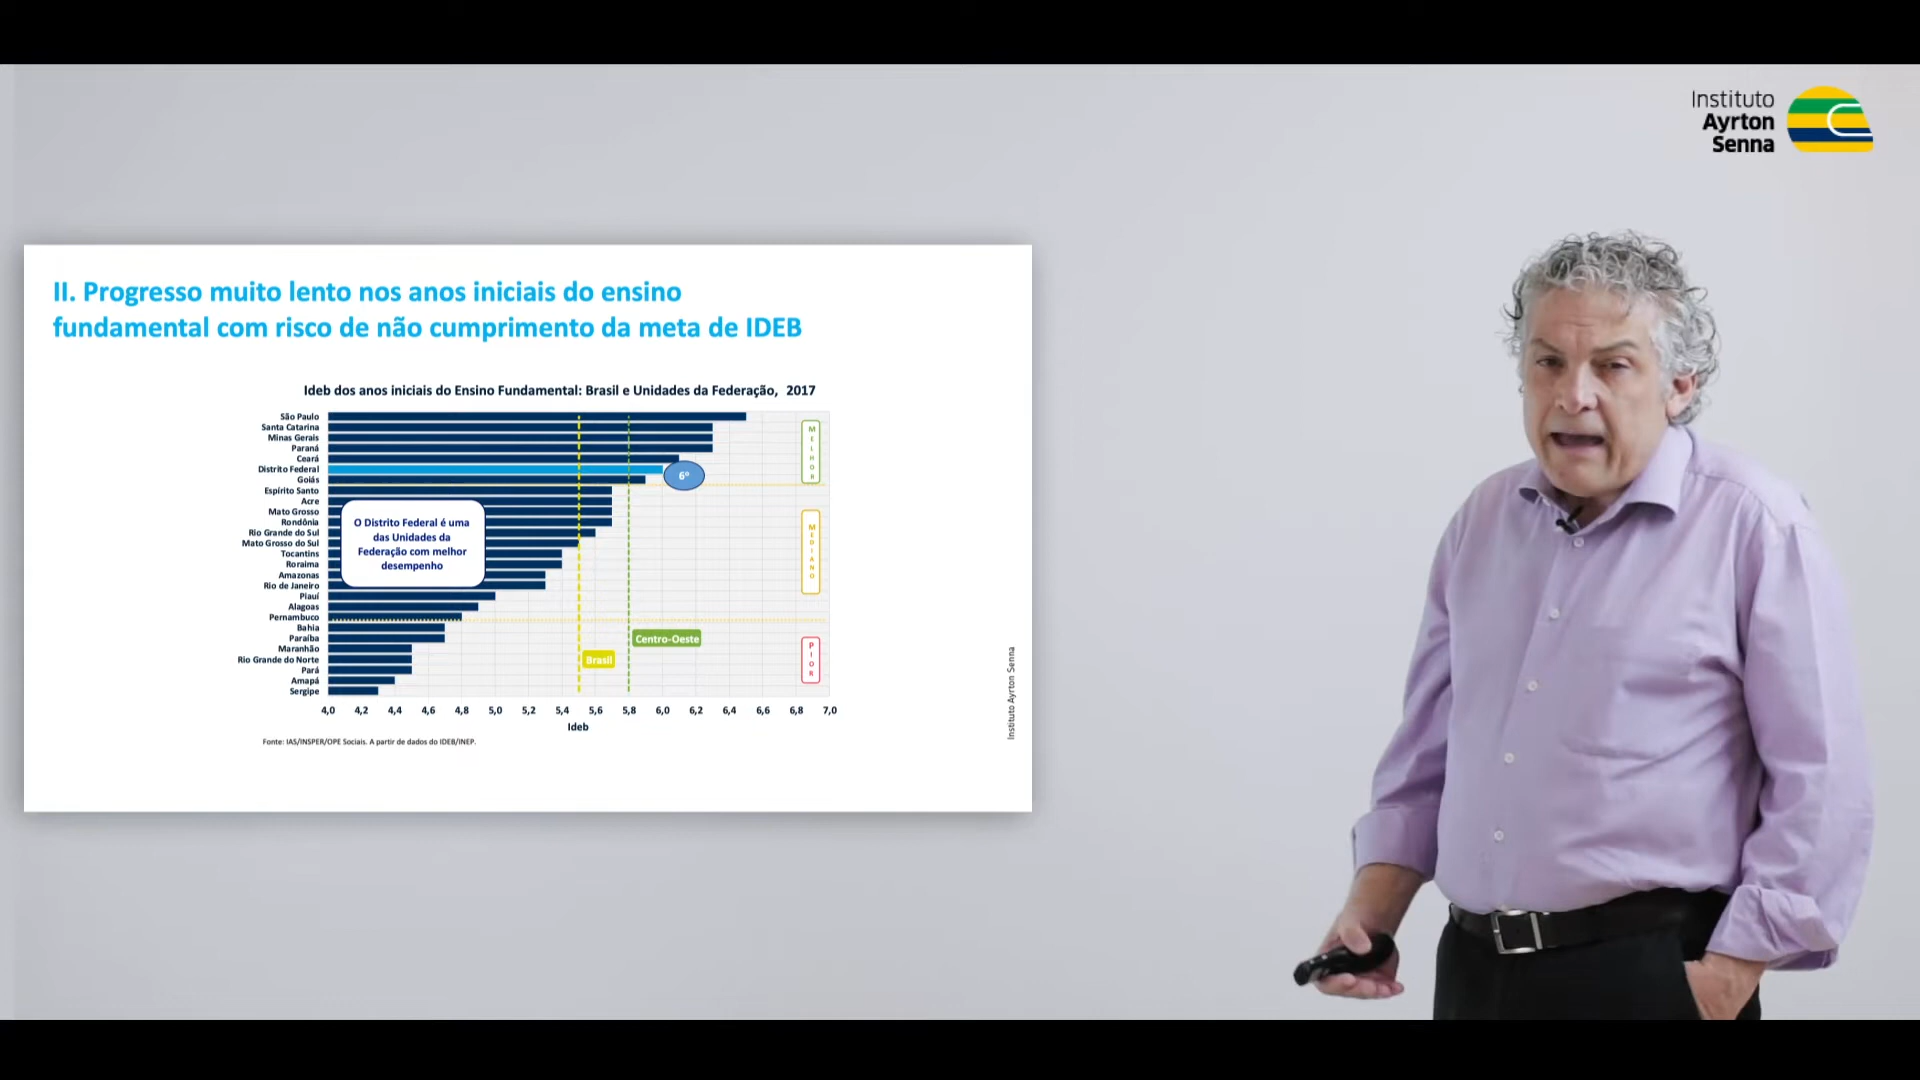 Instituto
Ayrton
Senna
II. Progresso muito lento nos anos iniciais do ensino
fundamental com risco de não cumprimento da meta de IDEB
Ideb dos anos iniciais do Ensino Fundamental: Brasil e Unidades da Federação, 2017
São Paulo
Santa Catarina
Minas Gerais
Paraná
Ceará
Distrito Federal
Goiás
Espírito Santo
Acre
Mato Grosso
Rondônia
Rio Grande do Sul
Mato Grosso do Sul
Tocantins
Roraima
Amazonas
Rio de Janeiro
Piauí
Alagoas
Pernambuco
Bahia
Paraíba
Maranhão
Rio Grande do Norte
Pará
Amapá
Sergipe
6º
O Distrito Federal é uma
das Unidades da
Federação com melhor
desempenho
MELHOR
MEDIANO
PIOR
Centro-Oeste
Brasil
4,0 4,2 4,4 4,6 4,8 5,0 5,2 5,4 5,6 5,8 6,0 6,2 6,4 6,6 6,8 7,0
Ideb
Fonte: IAS/INSPER/OPE Sociais. A partir de dados do IDEB/INEP.
Instituto Ayrton Senna